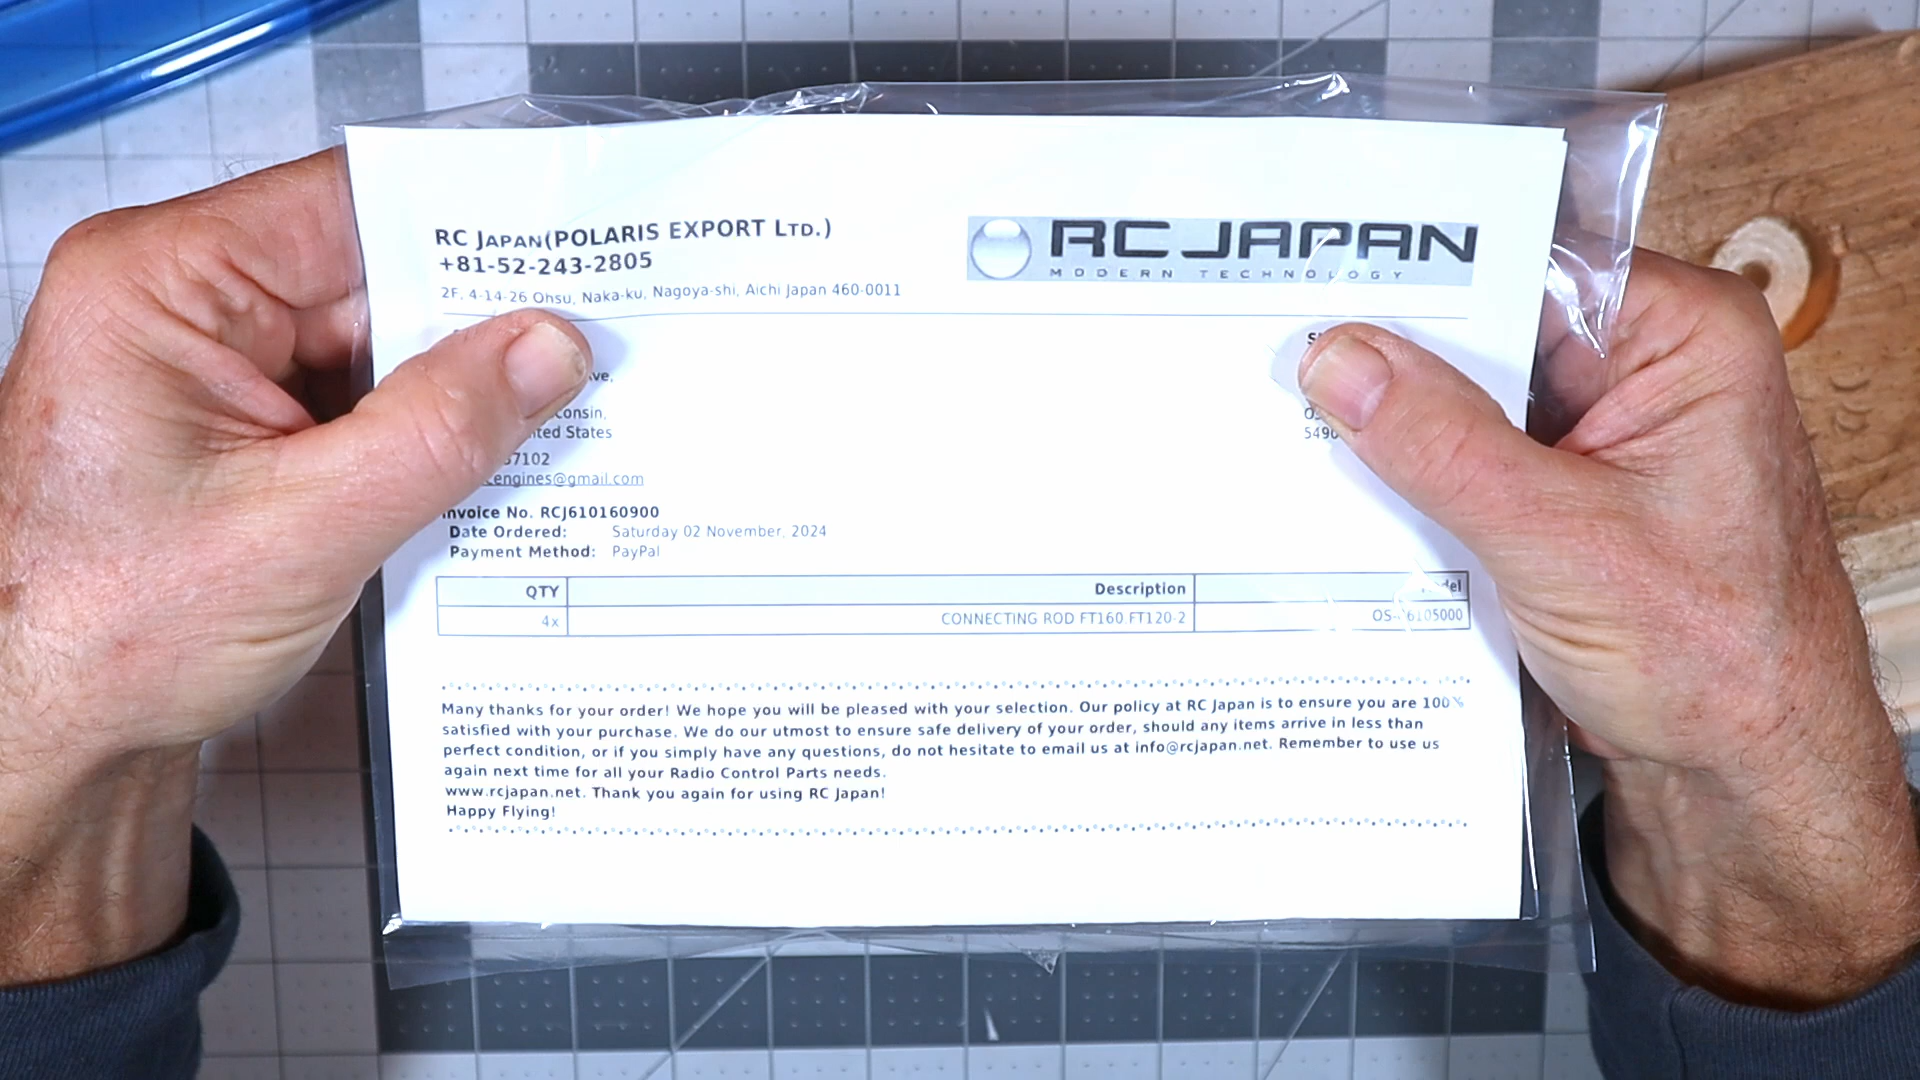 RC JAPAN(POLARIS EXPORT LTD.)
+81-52-243-2805
2F, 4-14-26 Ohsu, Naka-ku, Nagoya-shi, Aichi Japan 460-0011
RC JAPAN
MODERN TECHNOLOGY
ve,
consin,
ted States
37102
engines@gmail.com
nvoice No. RCJ610160900
Date Ordered: Saturday 02 November, 2024
Payment Method: PayPal
QTY Description del
4x CONNECTING ROD FT160 FT120-2 6105000
Many thanks for your order! We hope you will be pleased with your selection. Our policy at RC Japan is to ensure you are 100%
satisfied with your purchase. We do our utmost to ensure safe delivery of your order, should any items arrive in less than
perfect condition, or if you simply have any questions, do not hesitate to email us at info@rcjapan.net. Remember to use us
again next time for all your Radio Control Parts needs.
www.rcjapan.net. Thank you again for using RC Japan!
Happy Flying!